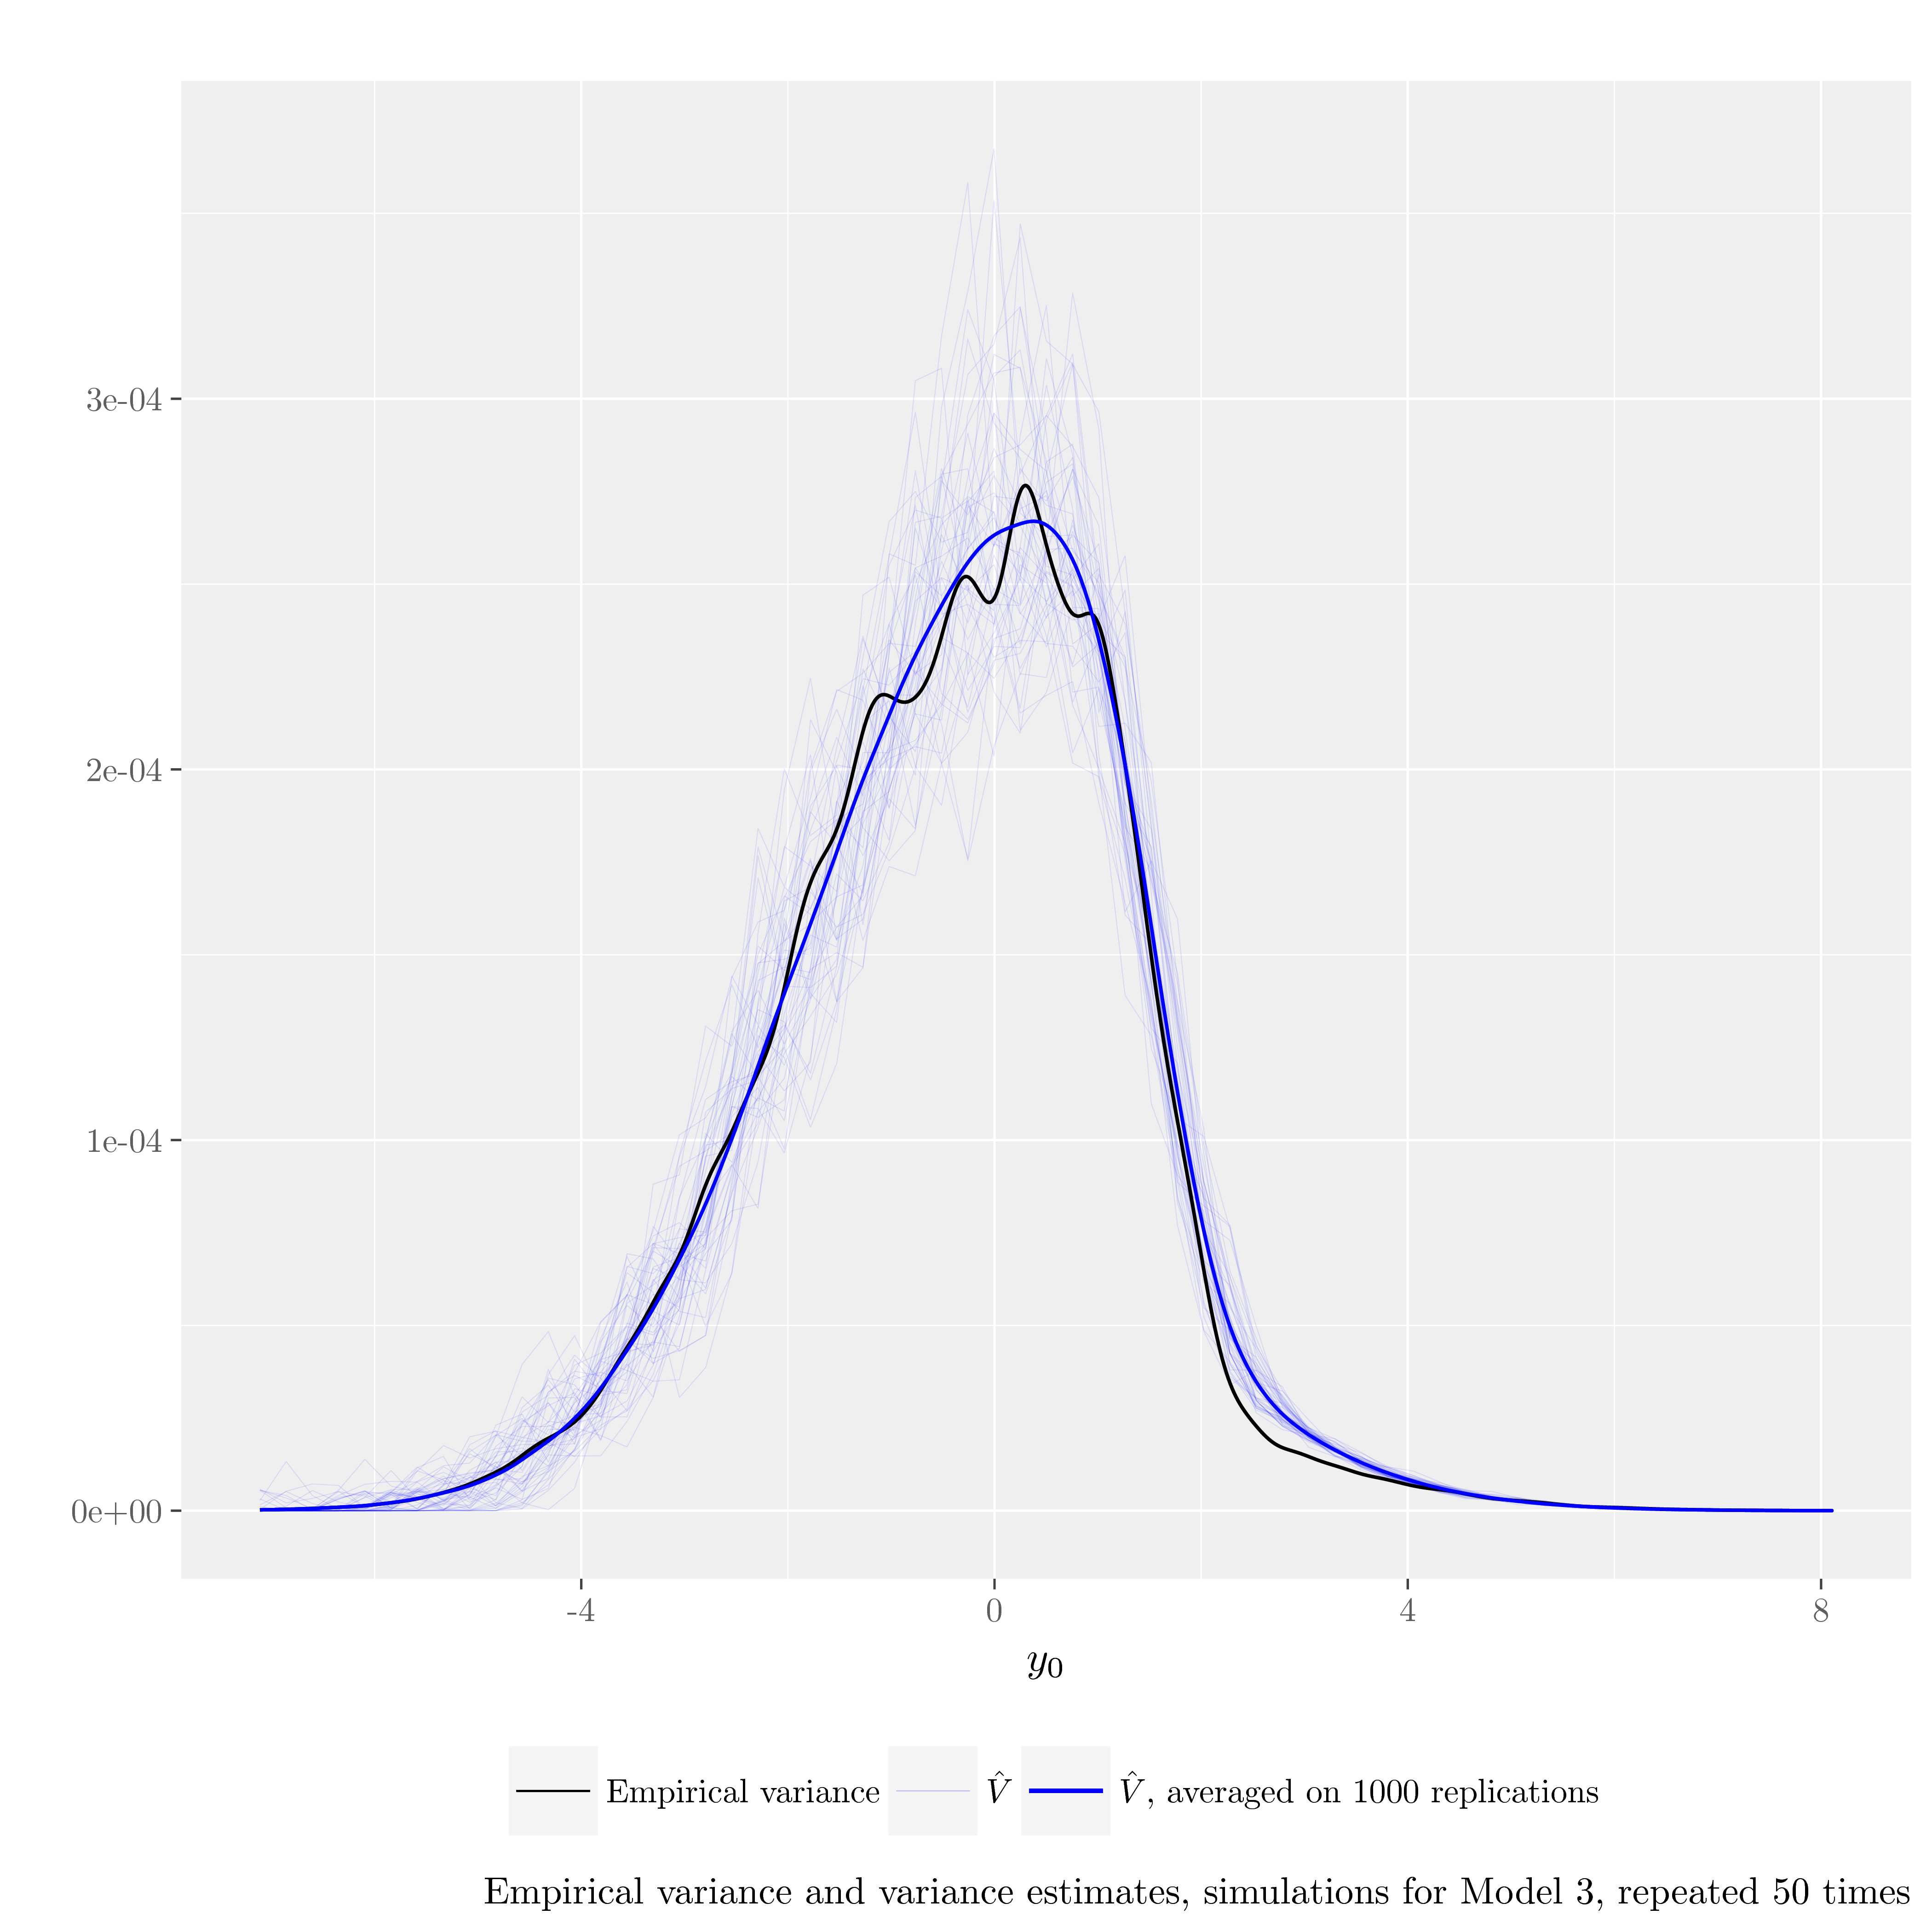 3e-04
2e-04
1e-04
0e+00
-4 0 4 8
y₀
Empirical variance V̂ V̂, averaged on 1000 replications
Empirical variance and variance estimates, simulations for Model 3, repeated 50 times